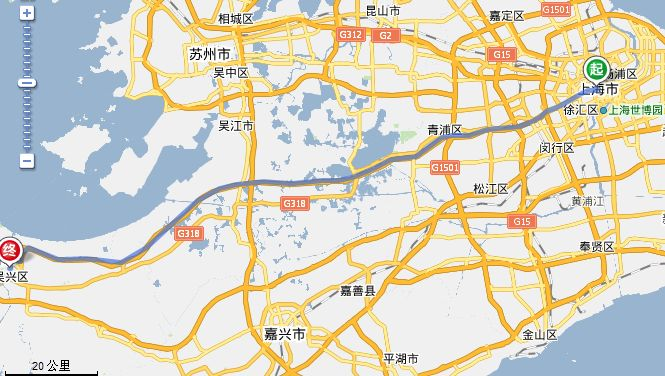 相城区
昆山市
嘉定区
G1501
G312
G2
苏州市
G15
起
杨浦区
吴中区
上海市
徐汇区
上海世博园
吴江市
青浦区
闵行区
G1501
松江区
G318
黄浦江
G318
G15
终
奉贤区
吴兴区
嘉善县
嘉兴市
金山区
平湖市
20 公里